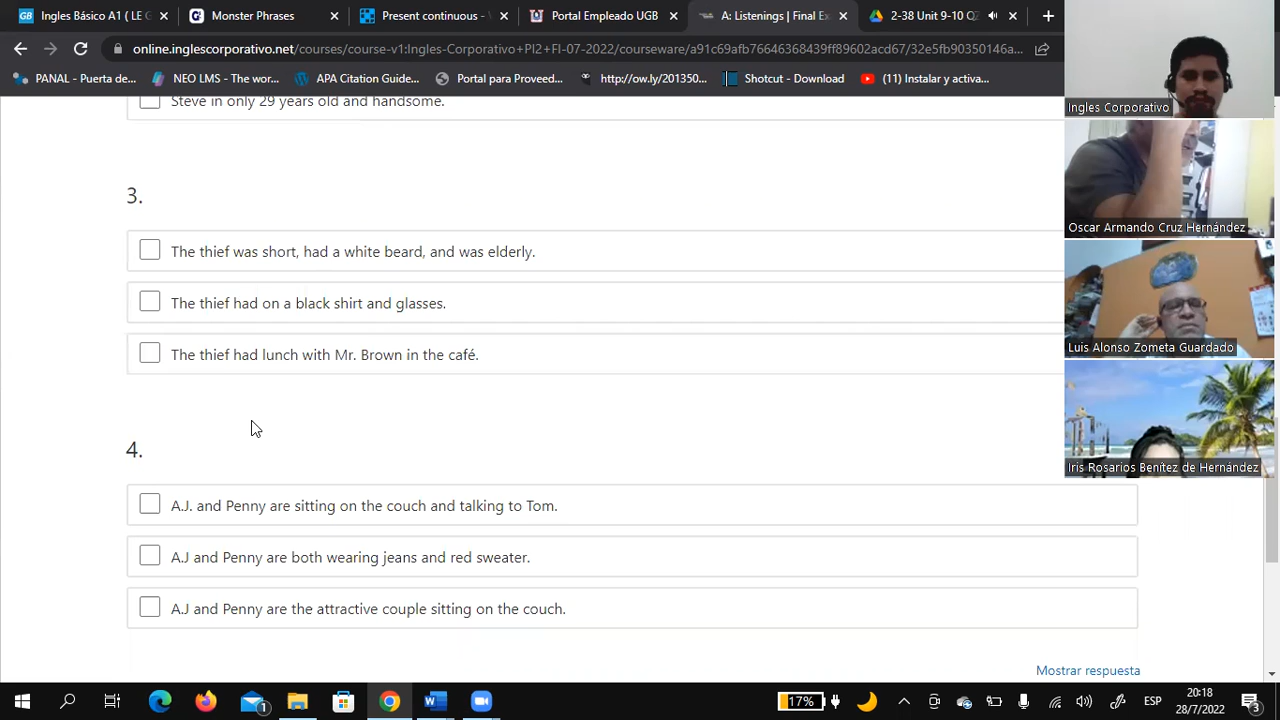 Ingles Básico A1 ( LE G
Monster Phrases
Present continuous - W
Portal Empleado UGB
A: Listenings | Final Ex
2-38 Unit 9-10 QZ
online.inglescorporativo.net/courses/course-v1:Ingles-Corporativo+PI2+FI-07-2022/courseware/a91c69afb76646368439ff89602acd67/32e5fb90350146a...
PANAL - Puerta de...
NEO LMS - The wor...
APA Citation Guide...
Portal para Proveed...
http://ow.ly/201350...
Shotcut - Download
(11) Instalar y activa...
Steve in only 29 years old and handsome.
3.
The thief was short, had a white beard, and was elderly.
The thief had on a black shirt and glasses.
The thief had lunch with Mr. Brown in the café.
4.
A.J. and Penny are sitting on the couch and talking to Tom.
A.J and Penny are both wearing jeans and red sweater.
A.J and Penny are the attractive couple sitting on the couch.
Mostrar respuesta
Ingles Corporativo
Oscar Armando Cruz Hernández
Luis Alonso Zometa Guardado
Iris Rosarios Benítez de Hernández
1
17%
ESP
20:18
28/7/2022
3